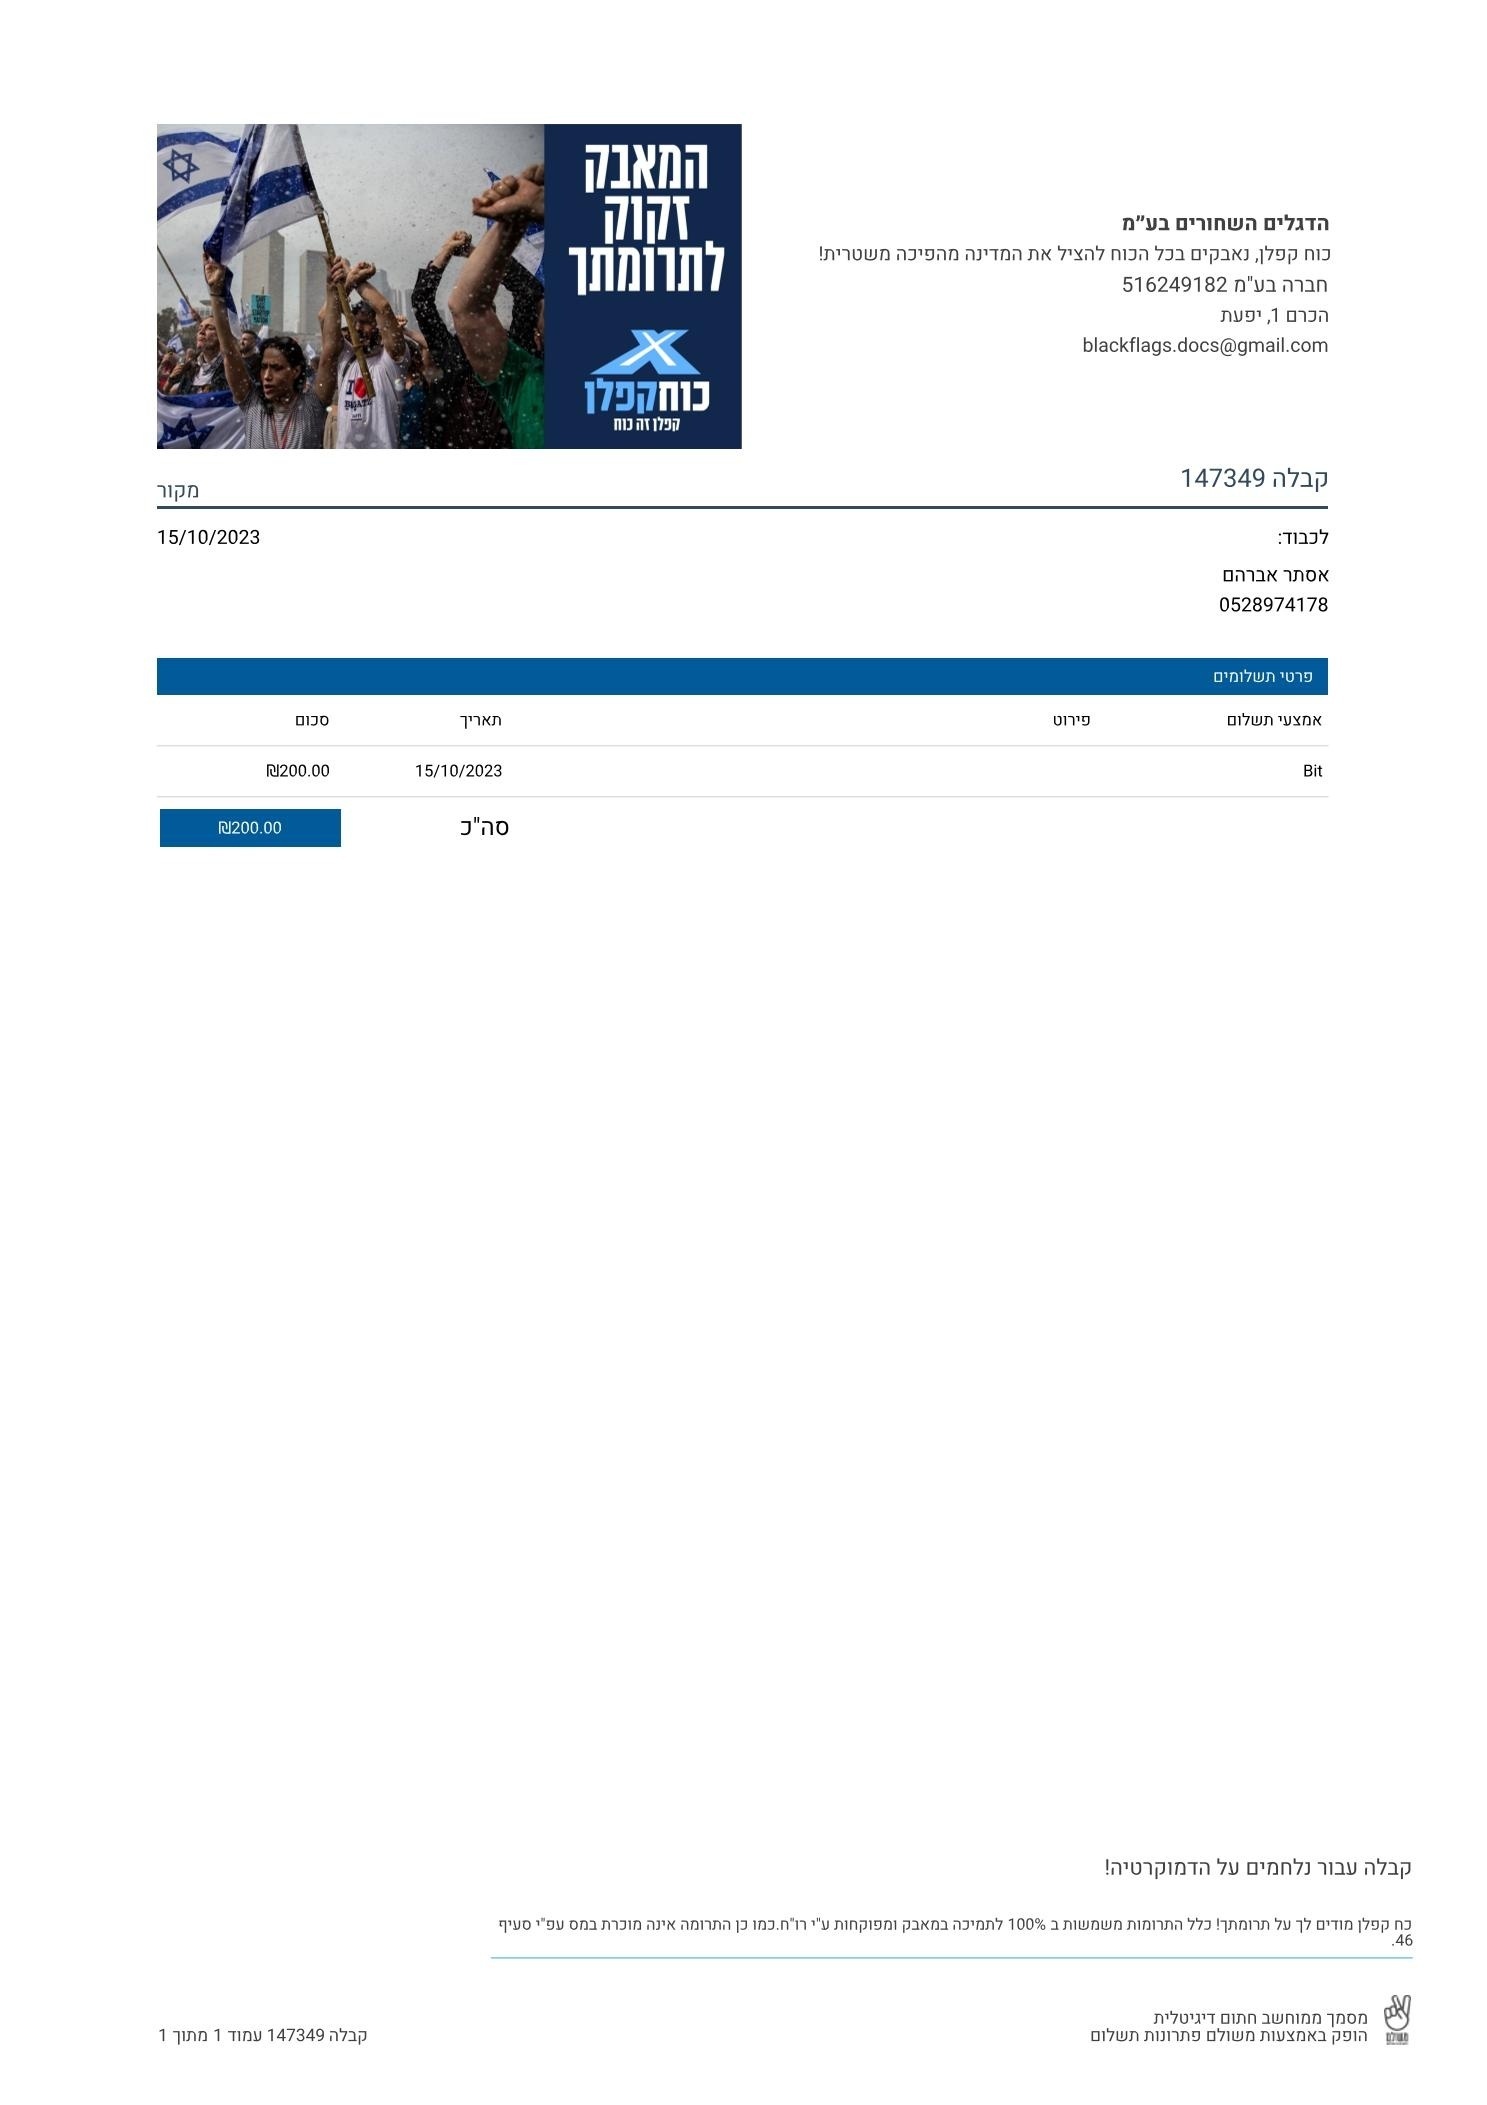 המאבק
זקוק
לתרומתך
כוחקפלן
קפלן זה כוח
הדגלים השחורים בע״מ
כוח קפלן, נאבקים בכל הכוח להציל את המדינה מהפיכה משטרית!
חברה בע"מ 516249182
הכרם 1, יפעת
blackflags.docs@gmail.com
קבלה 147349
מקור
לכבוד:
15/10/2023
אסתר אברהם
0528974178
פרטי תשלומים
אמצעי תשלום פירוט תאריך סכום
Bit 15/10/2023 ₪200.00
סה"כ ₪200.00
קבלה עבור נלחמים על הדמוקרטיה!
כח קפלן מודים לך על תרומתך! כלל התרומות משמשות ב 100% לתמיכה במאבק ומפוקחות ע"י רו"ח.כמו כן התרומה אינה מוכרת במס עפ"י סעיף
46.
מסמך ממוחשב חתום דיגיטלית
הופק באמצעות משולם פתרונות תשלום
משולם
קבלה 147349 עמוד 1 מתוך 1